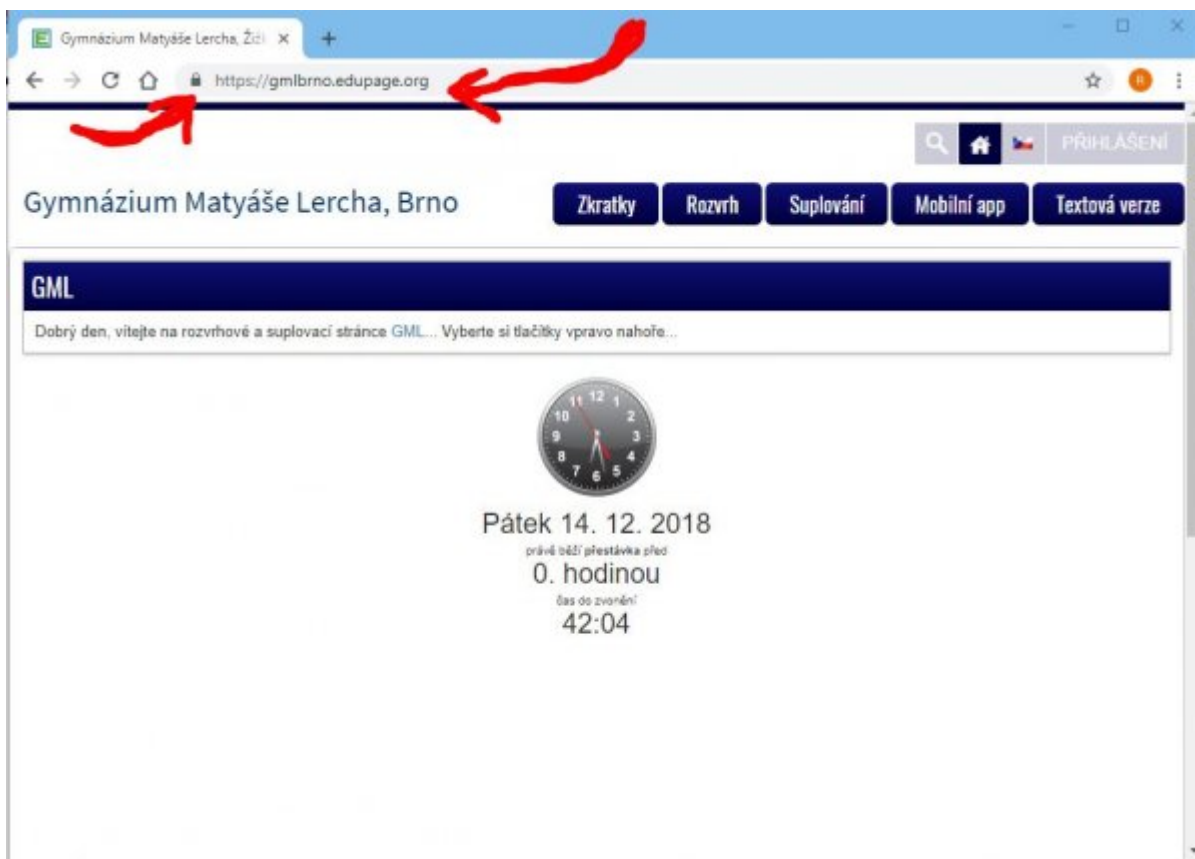 Gymnázium Matyáše Lercha, Žiži
https://gmlbrno.edupage.org
PŘIHLÁŠENÍ
Gymnázium Matyáše Lercha, Brno
Zkratky
Rozvrh
Suplování
Mobilní app
Textová verze
GML
Dobrý den, vítejte na rozvrhové a suplovací stránce GML... Vyberte si tlačítky vpravo nahoře...
12
1
2
3
4
5
6
7
8
9
10
11
Pátek 14. 12. 2018
právě běží přestávka před
0. hodinou
čas do zvonění
42:04